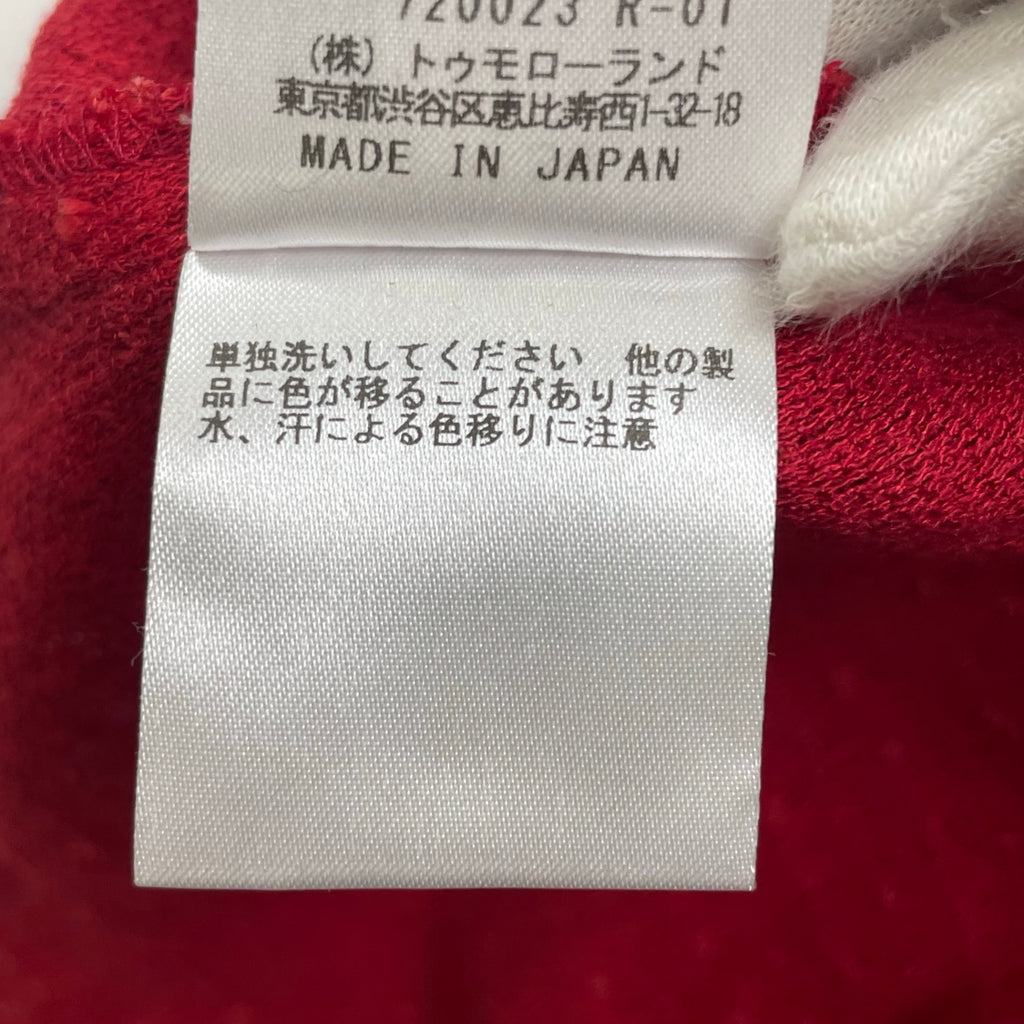 720023 R-01
(株) トゥモローランド
東京都渋谷区恵比寿西1-32-18
MADE IN JAPAN
単独洗いしてください　他の製
品に色が移ることがあります
水、汗による色移りに注意